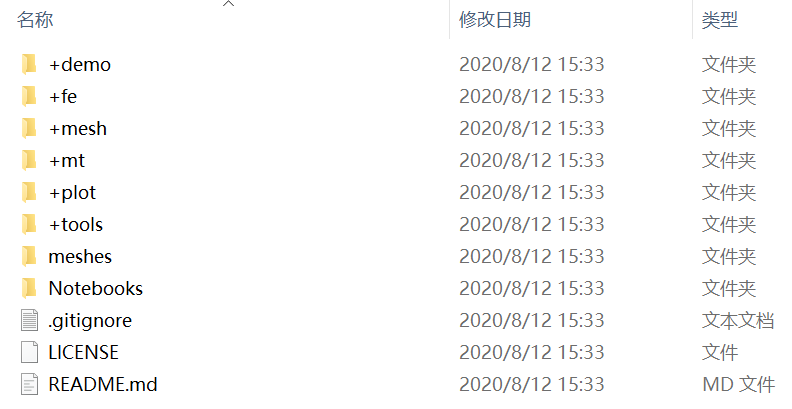 名称 修改日期 类型
+demo 2020/8/12 15:33 文件夹
+fe 2020/8/12 15:33 文件夹
+mesh 2020/8/12 15:33 文件夹
+mt 2020/8/12 15:33 文件夹
+plot 2020/8/12 15:33 文件夹
+tools 2020/8/12 15:33 文件夹
meshes 2020/8/12 15:33 文件夹
Notebooks 2020/8/12 15:33 文件夹
.gitignore 2020/8/12 15:33 文本文档
LICENSE 2020/8/12 15:33 文件
README.md 2020/8/12 15:33 MD 文件